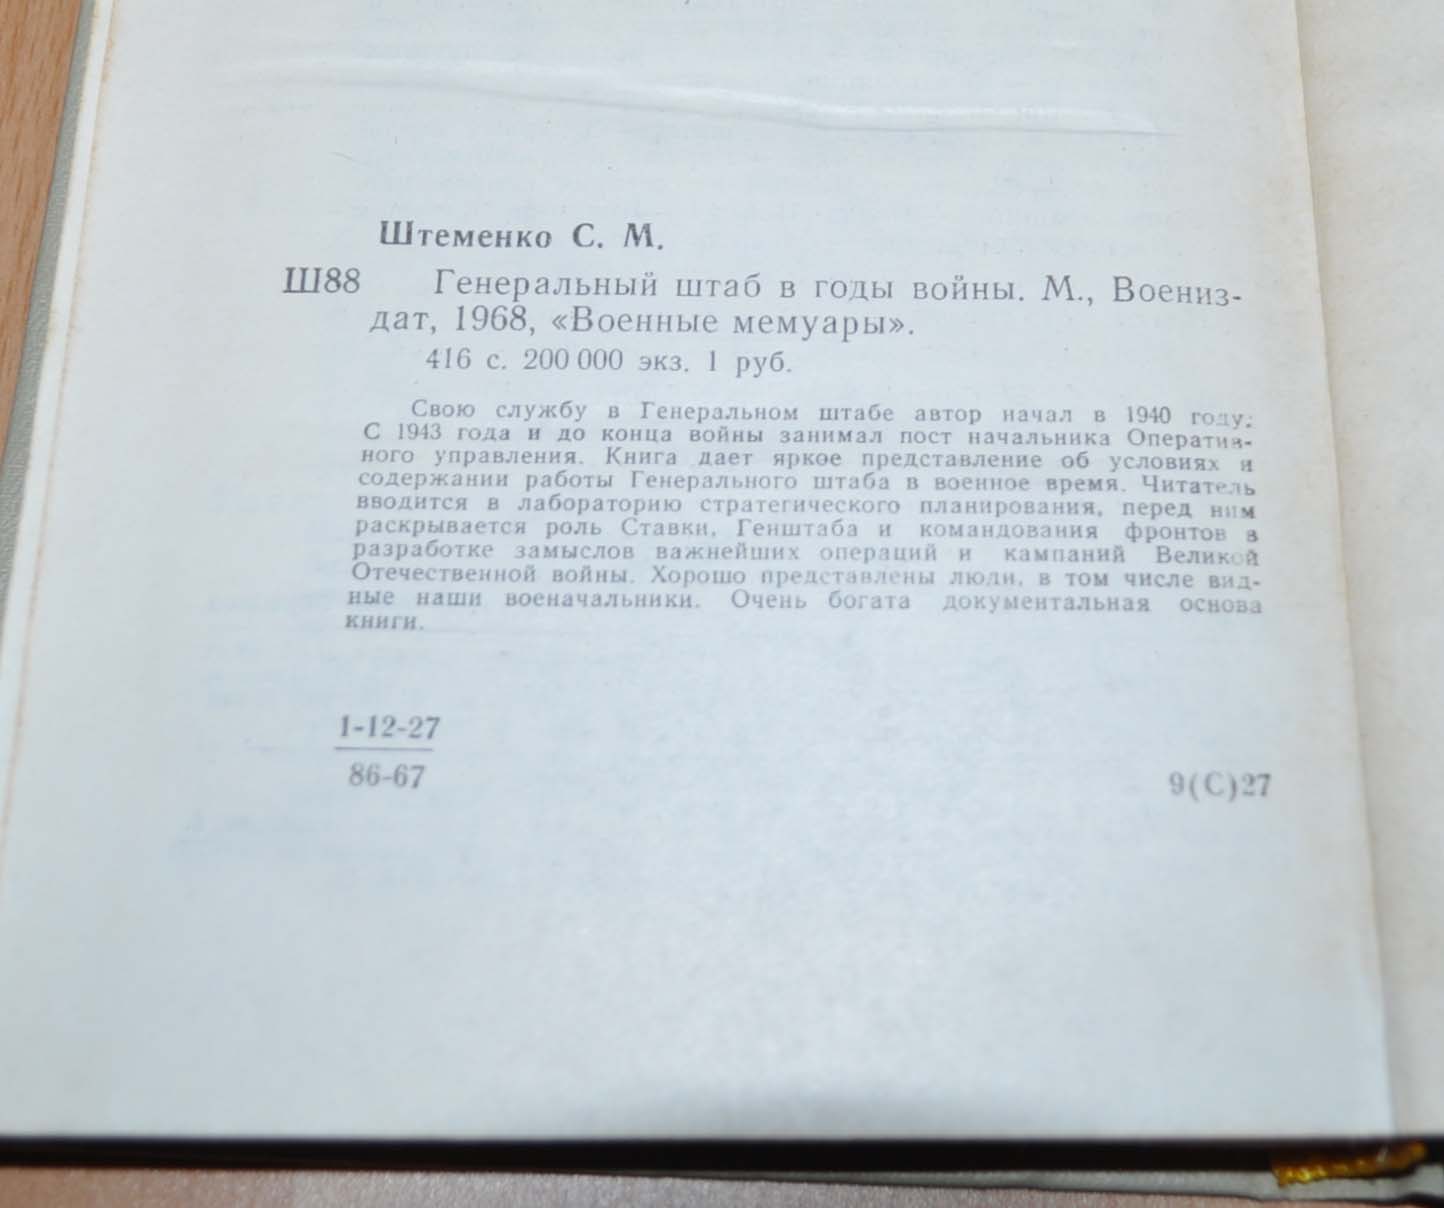 Штеменко С. М.
Ш88 Генеральный штаб в годы войны. М., Воениз-
дат, 1968, «Военные мемуары».
416 с. 200 000 экз. 1 руб.
Свою службу в Генеральном штабе автор начал в 1940 году.
С 1943 года и до конца войны занимал пост начальника Оператив-
ного управления. Книга дает яркое представление об условиях и
содержании работы Генерального штаба в военное время. Читатель
вводится в лабораторию стратегического планирования, перед ним
раскрывается роль Ставки, Генштаба и командования фронтов в
разработке замыслов важнейших операций и кампаний Великой
Отечественной войны. Хорошо представлены люди, в том числе вид-
ные наши военачальники. Очень богата документальная основа
книги.
1-12-27
86-67
9(С)27